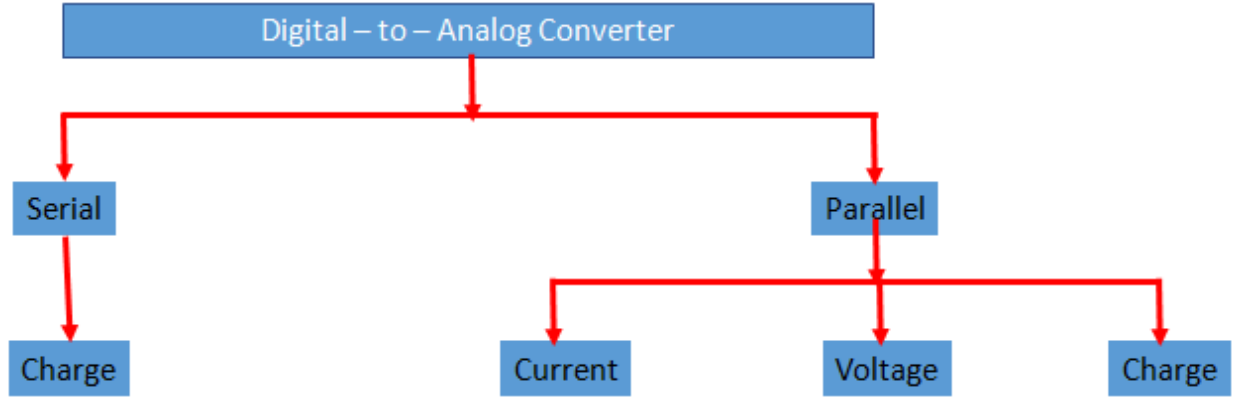 Digital – to – Analog Converter
Serial
Parallel
Charge
Current
Voltage
Charge